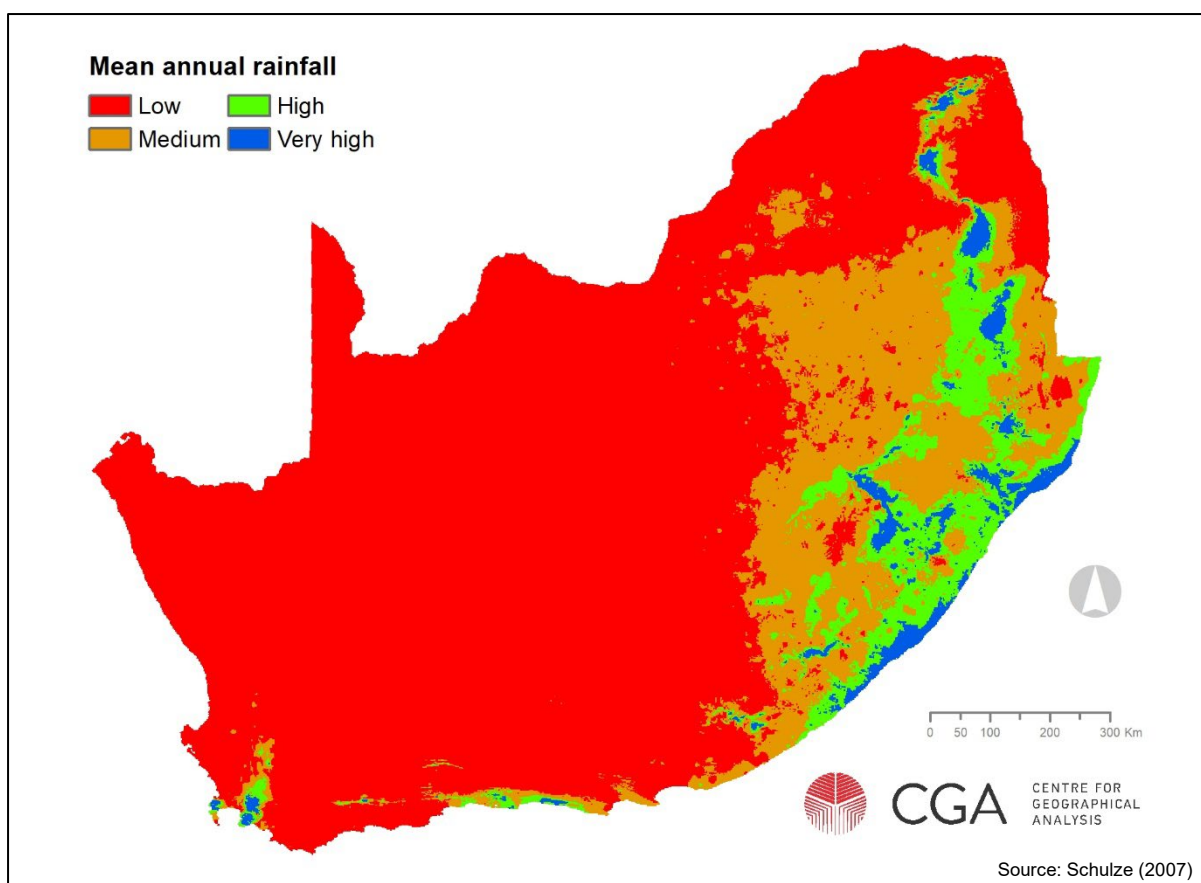 Mean annual rainfall
Low High
Medium Very high
0 50 100 200 300 Km
CGA
CENTRE FOR
GEOGRAPHICAL
ANALYSIS
Source: Schulze (2007)